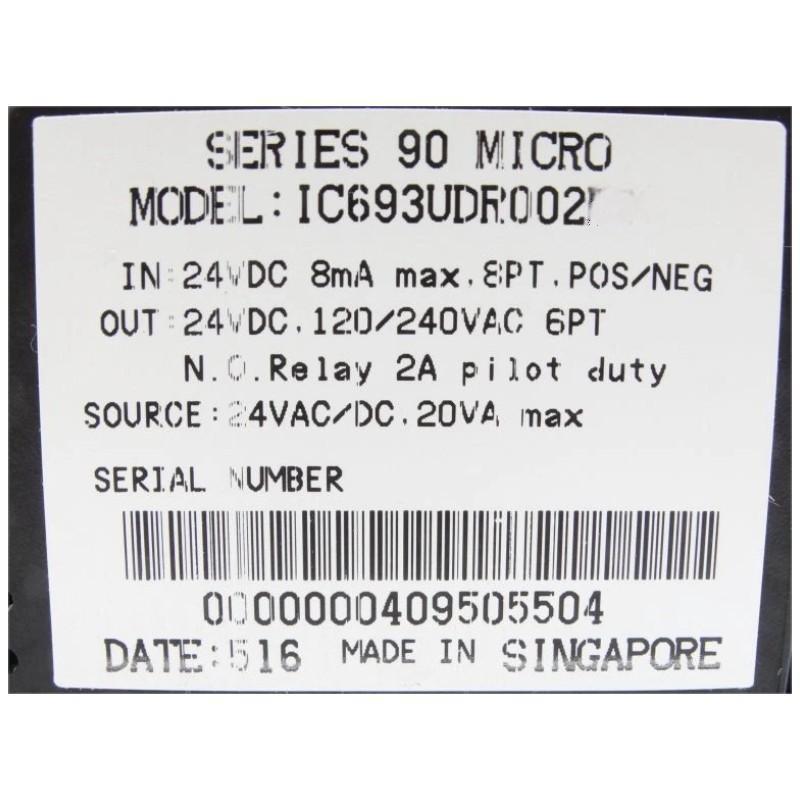 SERIES 90 MICRO
MODEL: IC693UDR002
IN:24VDC 8mA max. 8PT. POS/NEG
OUT:24VDC. 120/240VAC 6PT
N.O. Relay 2A pilot duty
SOURCE:24VAC/DC. 20VA max
SERIAL NUMBER
0000000409505504
DATE:516 MADE IN SINGAPORE